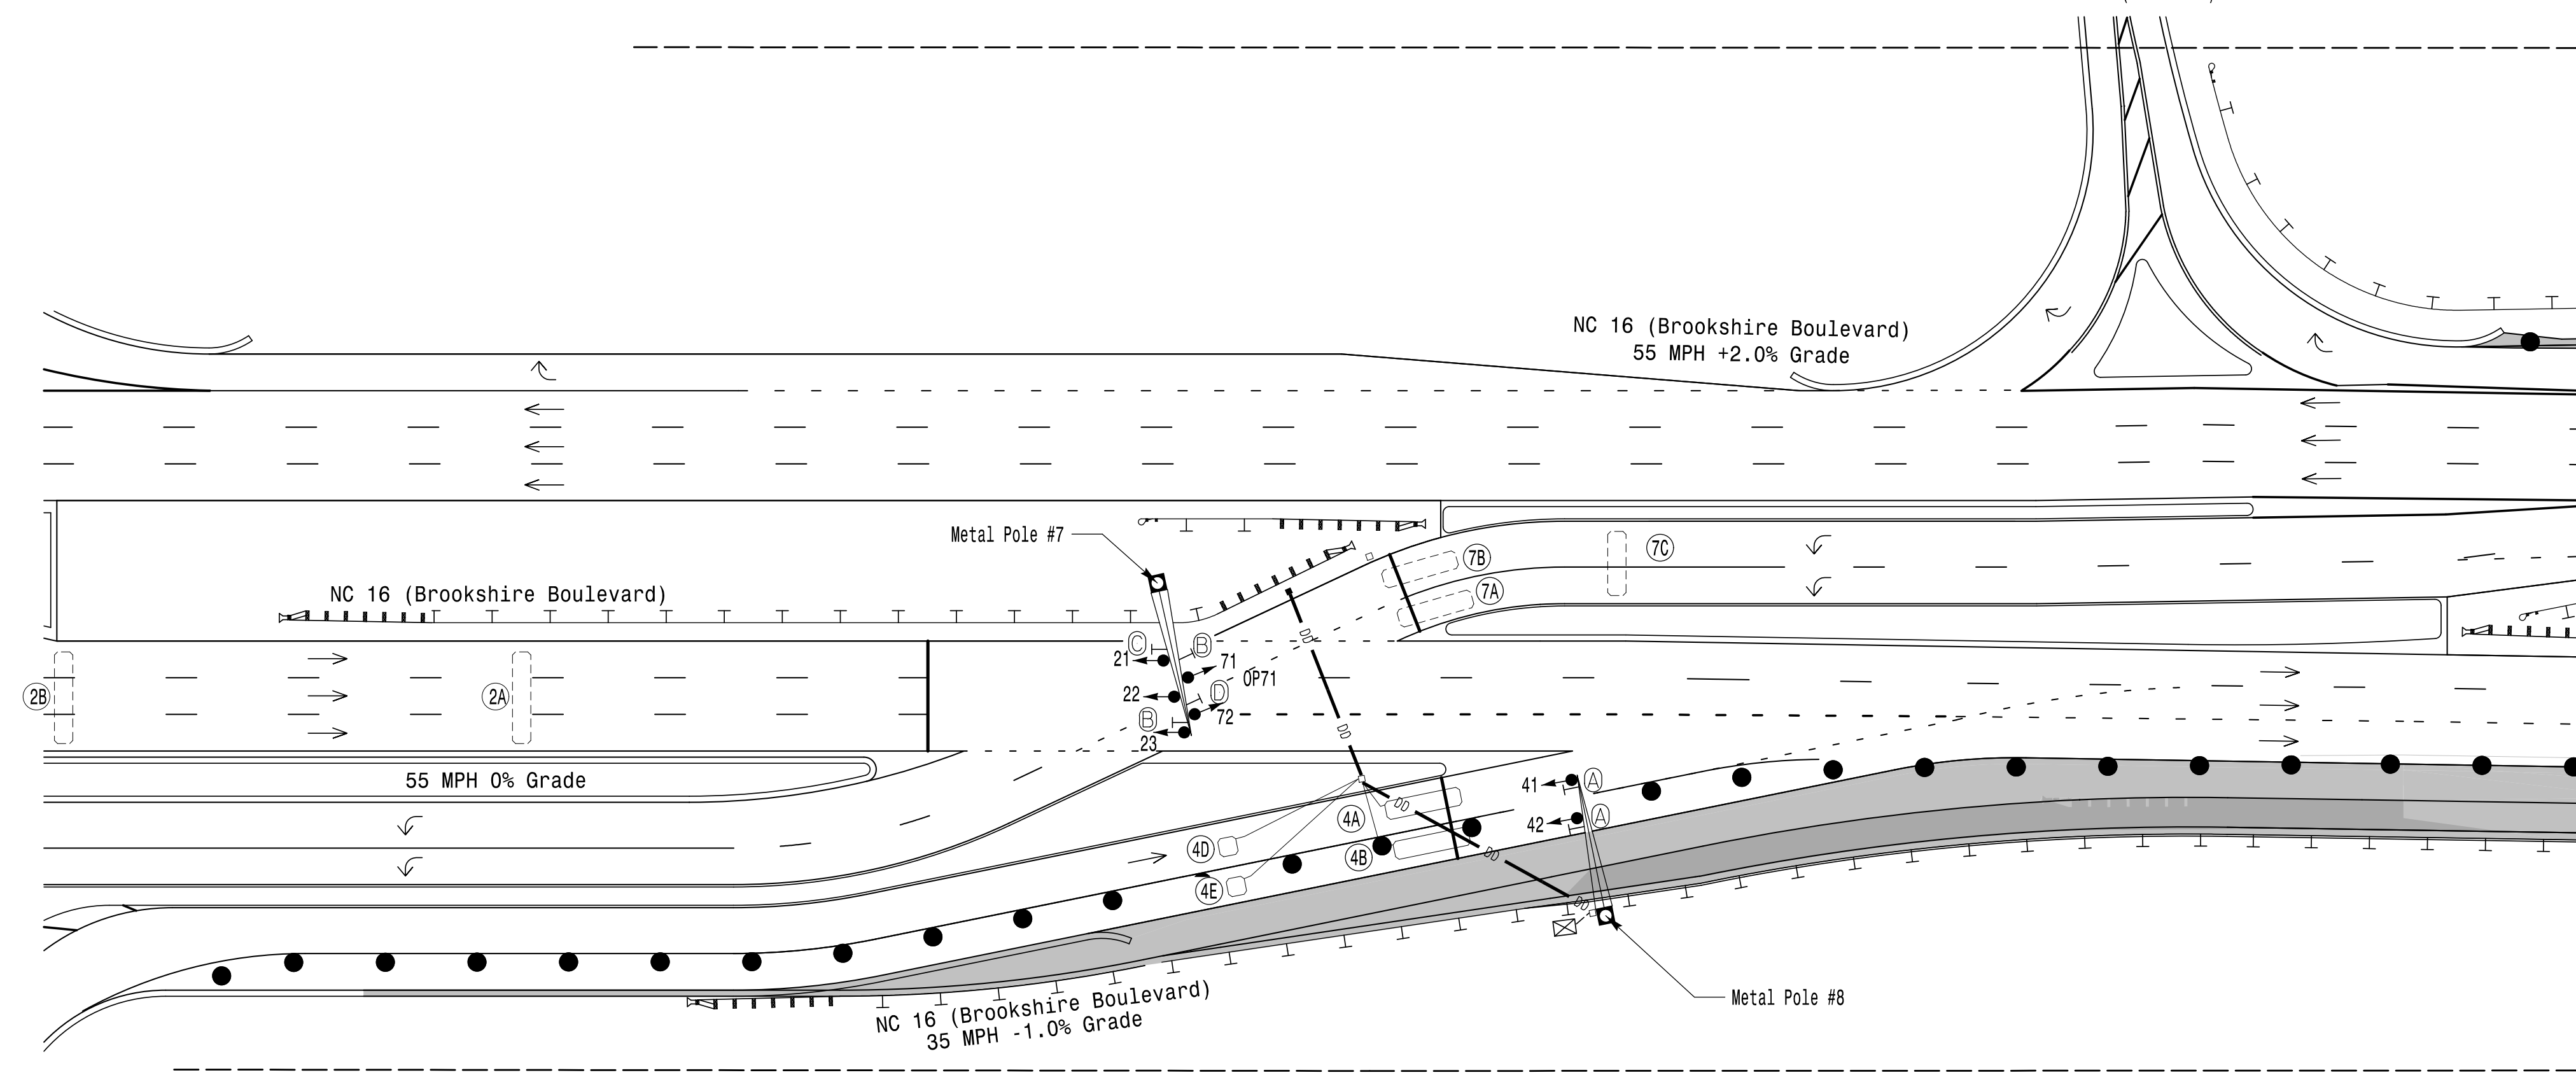 NC 16 (Brookshire Boulevard)
55 MPH +2.0% Grade
Metal Pole #7
7B
7C
7A
NC 16 (Brookshire Boulevard)
C
B
21
71
OP71
2B
2A
22
D
72
B
23
55 MPH 0% Grade
41
A
4A
42
A
4D
4B
4E
NC 16 (Brookshire Boulevard)
35 MPH -1.0% Grade
Metal Pole #8